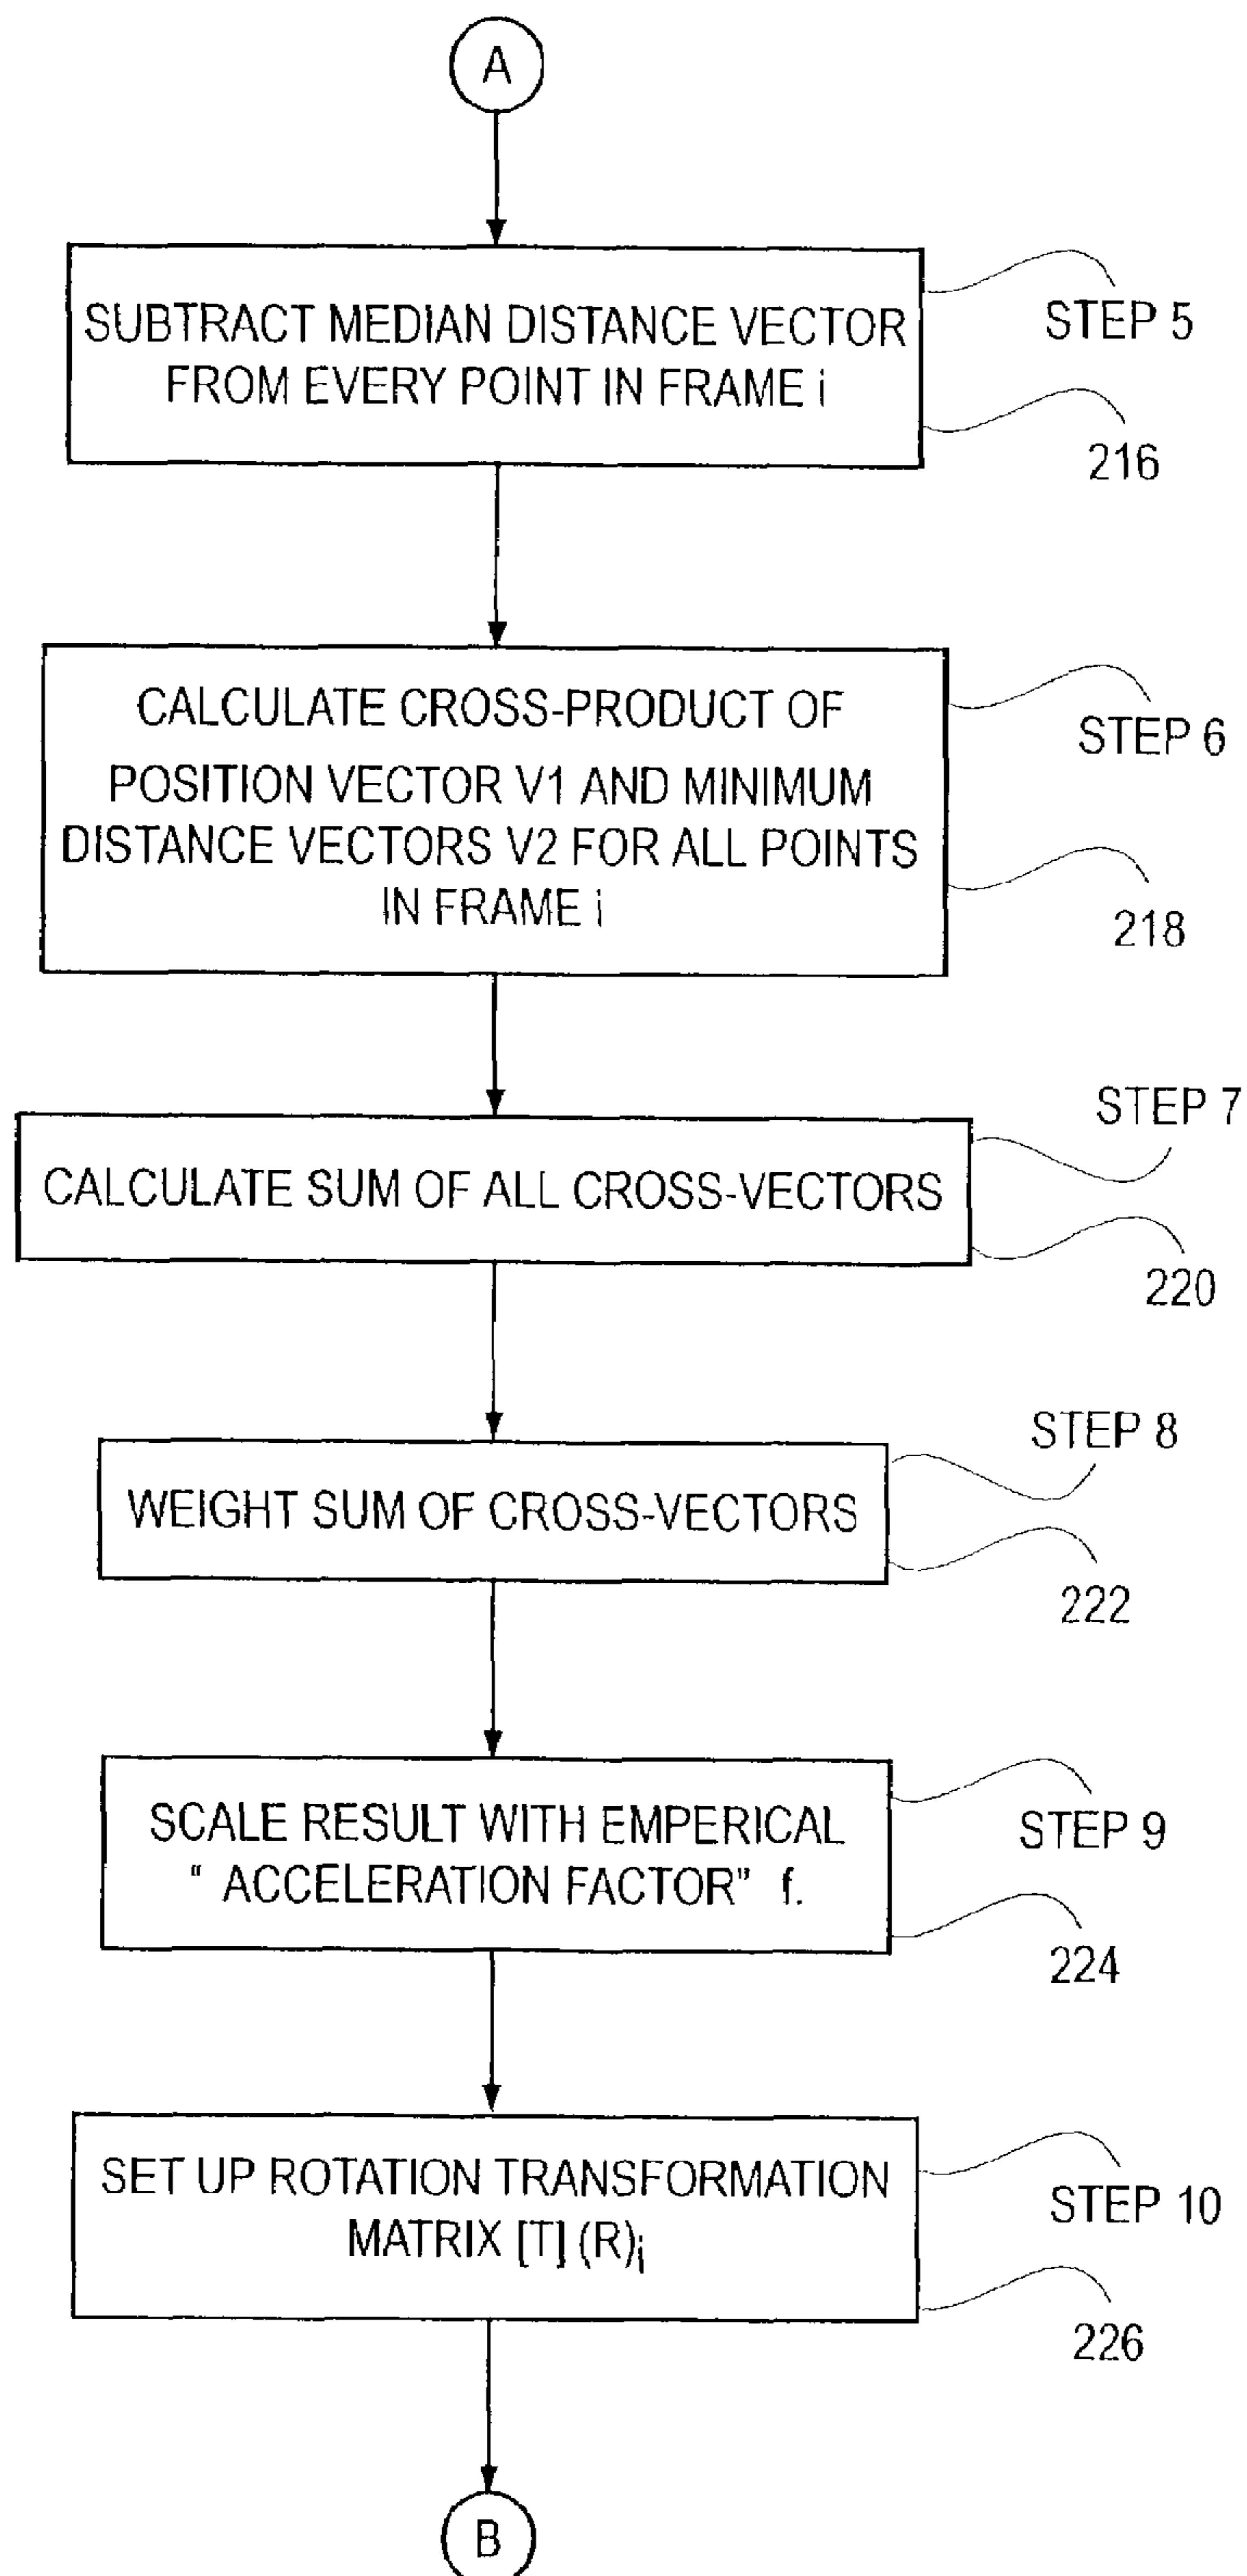 A
SUBTRACT MEDIAN DISTANCE VECTOR
FROM EVERY POINT IN FRAME i
STEP 5
216
CALCULATE CROSS-PRODUCT OF
POSITION VECTOR V1 AND MINIMUM
DISTANCE VECTORS V2 FOR ALL POINTS
IN FRAME i
STEP 6
218
CALCULATE SUM OF ALL CROSS-VECTORS
STEP 7
220
WEIGHT SUM OF CROSS-VECTORS
STEP 8
222
SCALE RESULT WITH EMPERICAL
“ ACCELERATION FACTOR” f.
STEP 9
224
SET UP ROTATION TRANSFORMATION
MATRIX [T] (R)i
STEP 10
226
B